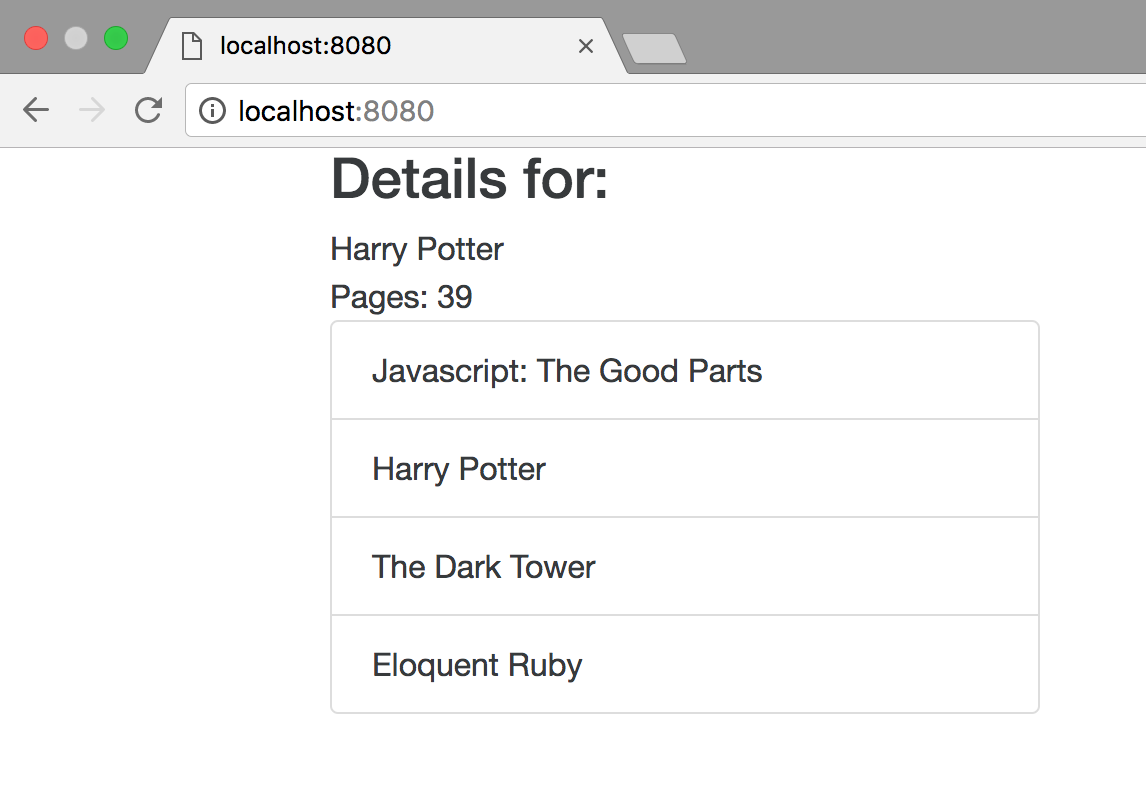 localhost:8080
localhost:8080
Details for:
Harry Potter
Pages: 39
Javascript: The Good Parts
Harry Potter
The Dark Tower
Eloquent Ruby